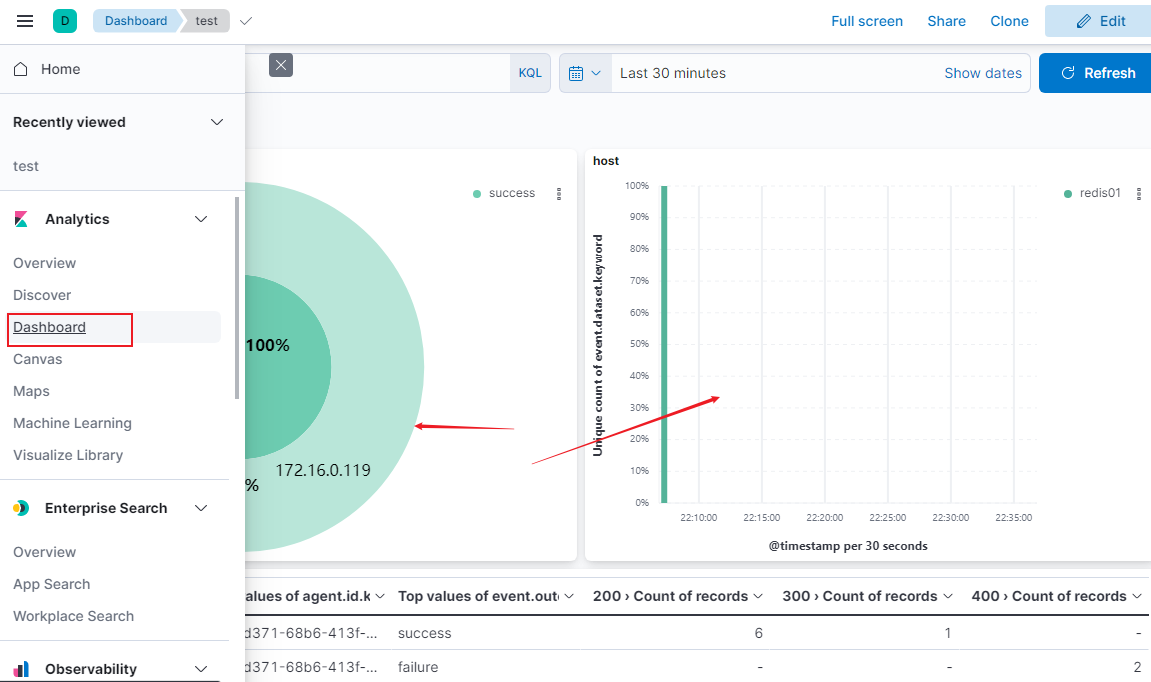 D Dashboard test Full screen Share Clone Edit
Home
KQL Last 30 minutes Show dates Refresh
Recently viewed
test
Analytics
Overview
Discover
Dashboard
Canvas
Maps
Machine Learning
Visualize Library
Enterprise Search
Overview
App Search
Workplace Search
Observability
success
100%
172.16.0.119
%
host
redis01
Unique count of event.dataset.keyword
100%
90%
80%
70%
60%
50%
40%
30%
20%
10%
0%
22:10:00 22:15:00 22:20:00 22:25:00 22:30:00 22:35:00
@timestamp per 30 seconds
alues of agent.id.k Top values of event.out 200 › Count of records 300 › Count of records 400 › Count of records
d371-68b6-413f-... success 6 1 -
d371-68b6-413f-... failure - - 2